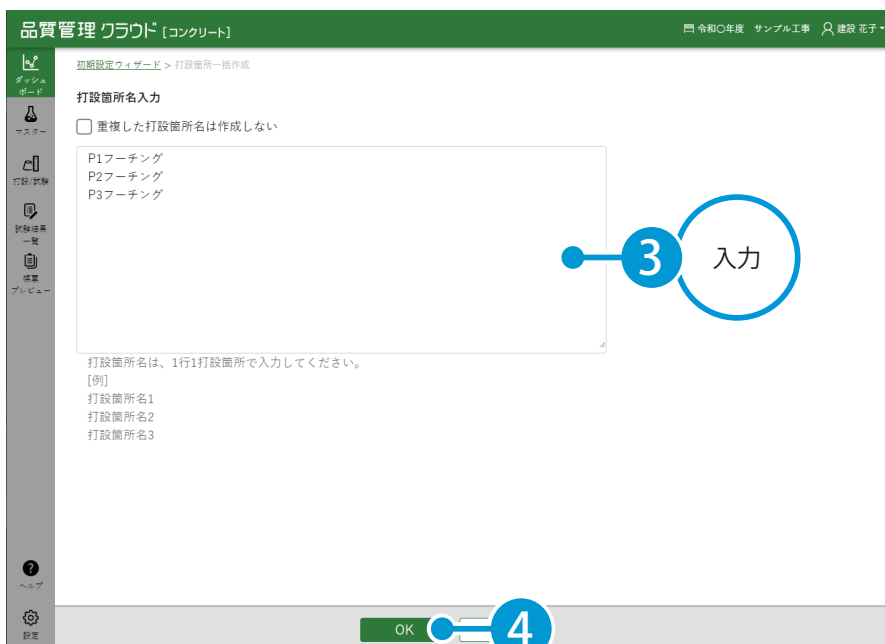 品質管理 クラウド [コンクリート]
令和〇年度 サンプル工事 建設 花子
ダッシュ
ボード
マスター
打設/試験
試験結果
一覧
帳票
プレビュー
ヘルプ
設定
初期設定ウィザード > 打設箇所一括作成
打設箇所名入力
重複した打設箇所名は作成しない
P1フーチング
P2フーチング
P3フーチング
3 入力
打設箇所名は、1行1打設箇所で入力してください。
[例]
打設箇所名1
打設箇所名2
打設箇所名3
OK 4